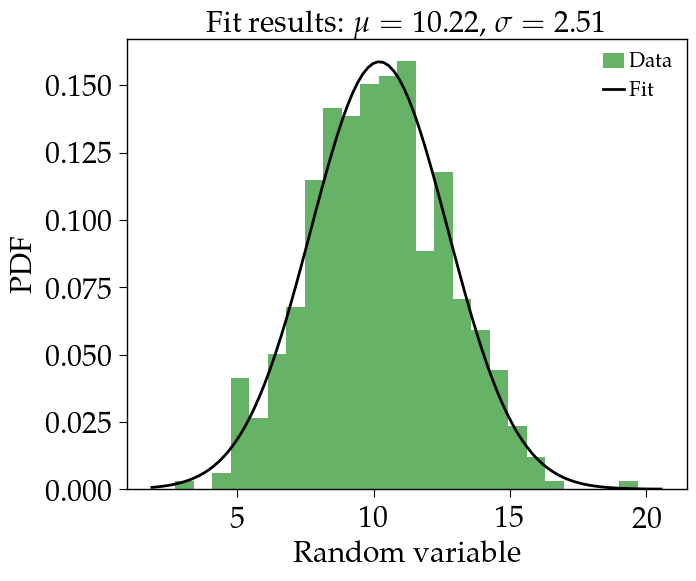 Fit results: μ = 10.22, σ = 2.51
Data
Fit
PDF
0.150
0.125
0.100
0.075
0.050
0.025
0.000
5 10 15 20
Random variable